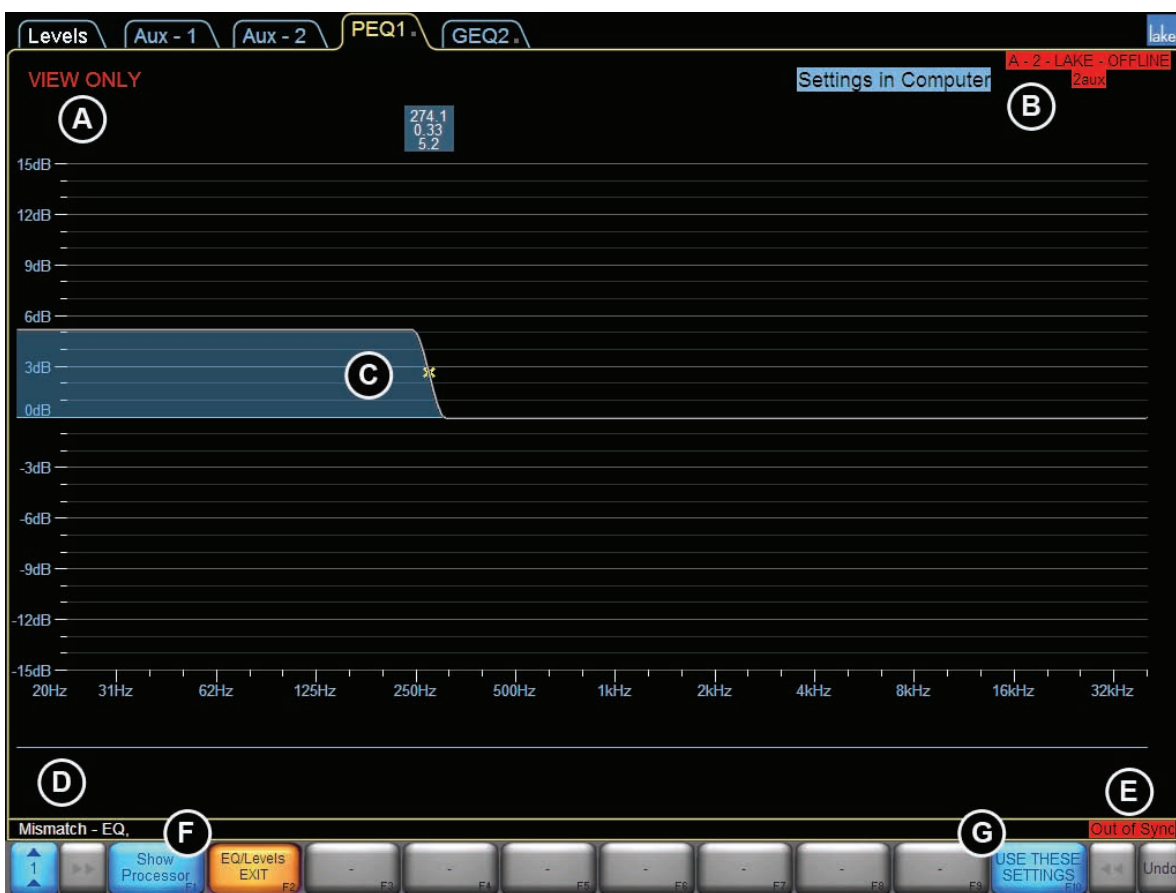 Levels
Aux - 1
Aux - 2
PEQ1
GEQ2
lake
VIEW ONLY
Settings in Computer
A - 2 - LAKE - OFFLINE
2aux
A
B
274.1
0.33
5.2
15dB
12dB
9dB
6dB
3dB
C
0dB
-3dB
-6dB
-9dB
-12dB
-15dB
20Hz 31Hz 62Hz 125Hz 250Hz 500Hz 1kHz 2kHz 4kHz 8kHz 16kHz 32kHz
D
E
Mismatch - EQ,
F
G
Out of Sync
1
Show
Processor
F1
EQ/Levels
EXIT
F2
- F3
- F4
- F5
- F6
- F7
- F8
- F9
USE THESE
SETTINGS
F10
Undo